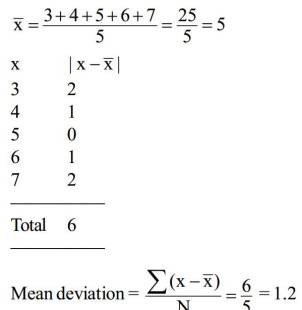 x̄ = (3+4+5+6+7)/5 = 25/5 = 5
x |x − x̄|
3 2
4 1
5 0
6 1
7 2
Total 6
Mean deviation = ∑(x − x̄)/N = 6/5 = 1.2